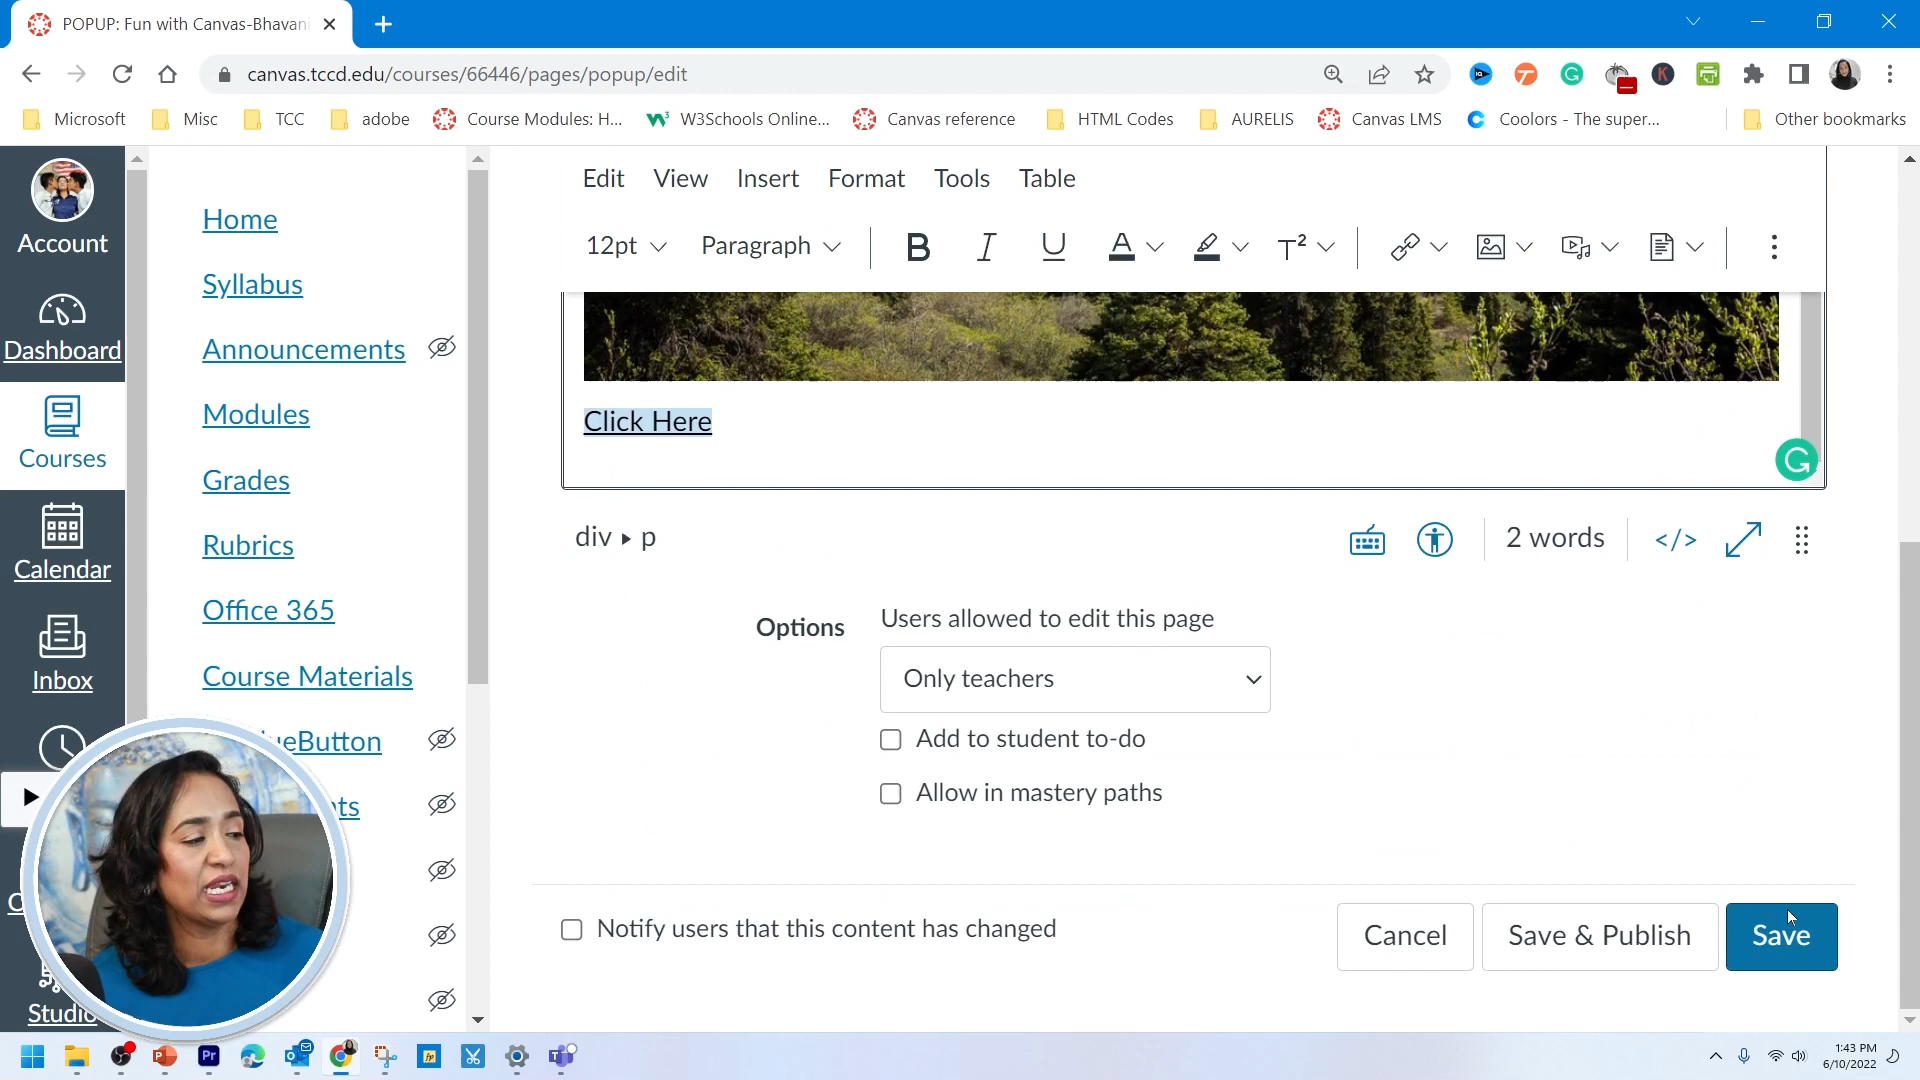 POPUP: Fun with Canvas-Bhavani
canvas.tccd.edu/courses/66446/pages/popup/edit
Microsoft Misc TCC adobe Course Modules: H... W3Schools Online... Canvas reference HTML Codes AURELIS Canvas LMS Coolors - The super... Other bookmarks
Account
Dashboard
Courses
Calendar
Inbox
Studio
Home
Syllabus
Announcements
Modules
Grades
Rubrics
Office 365
Course Materials
eButton
Edit View Insert Format Tools Table
12pt Paragraph
Click Here
div ▸ p 2 words </>
Options
Users allowed to edit this page
Only teachers
Add to student to-do
Allow in mastery paths
Notify users that this content has changed
Cancel Save & Publish Save
1:43 PM
6/10/2022